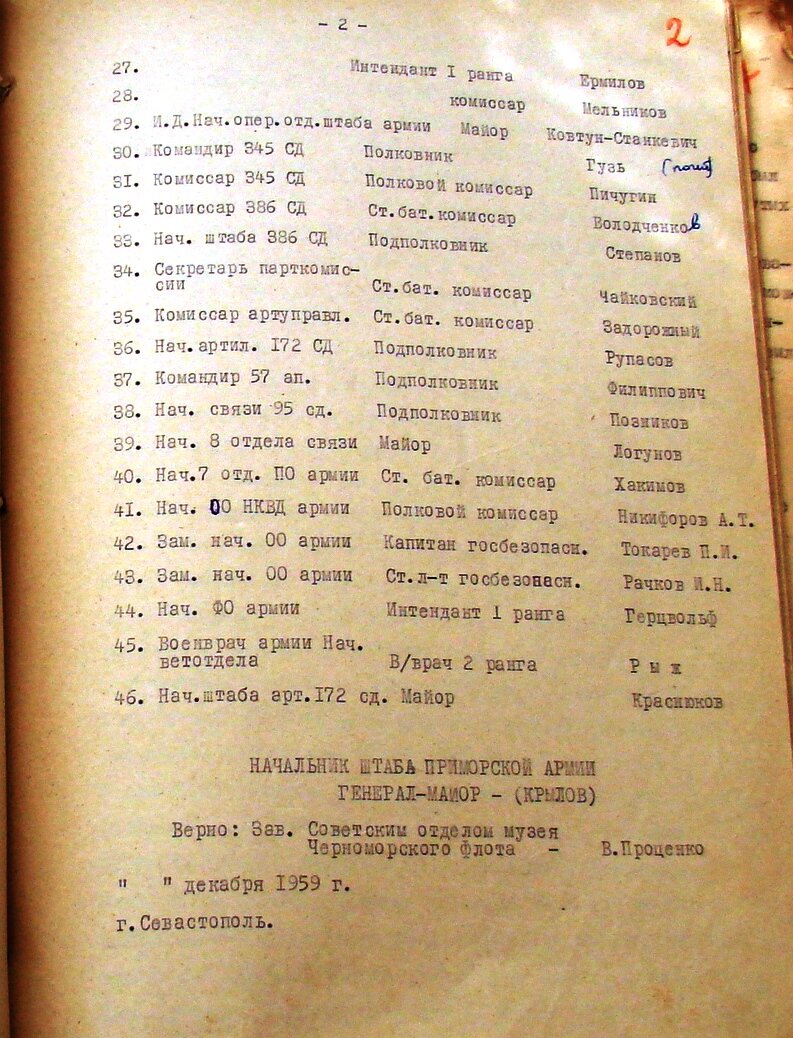 - 2 -
2
27. Интендант I ранга Ермилов
28. комиссар Мельников
29. И.Д.Нач.опер.отд.штаба армии Майор Ковтун-Станкевич
30. Командир 345 СД Полковник Гузь
31. Комиссар 345 СД Полковой комиссар Пичугин
32. Комиссар 386 СД Ст.бат.комиссар Володченков
33. Нач. штаба 386 СД Подполковник Степанов
34. Секретарь парткомис-
сии Ст.бат. комиссар Чайковский
35. Комиссар артуправл. Ст.бат. комиссар Задорожный
36. Нач.артил. 172 СД Подполковник Рупасов
37. Командир 57 ап. Подполковник Филиппович
38. Нач. связи 95 сд. Подполковник Позников
39. Нач. 8 отдела связи Майор Логунов
40. Нач.7 отд. ПО армии Ст. бат. комиссар Хакимов
41. Нач. ОО НКВД армии Полковой комиссар Никифоров А.Т.
42. Зам. нач. ОО армии Капитан госбезопасн. Токарев П.И.
43. Зам. нач. ОО армии Ст.л-т госбезопасн. Рачков И.Н.
44. Нач. ФО армии Интендант 1 ранга Герцвольф
45. Военврач армии Нач.
ветотдела В/врач 2 ранга Р ы ж
46. Нач.штаба арт.172 сд. Майор Краснюков
НАЧАЛЬНИК ШТАБА ПРИМОРСКОЙ АРМИИ
ГЕНЕРАЛ-МАЙОР - (КРЫЛОВ)
Верно: Зав. Советским отделом музея
Черноморского флота - В.Проценко
" " декабря 1959 г.
г.Севастополь.